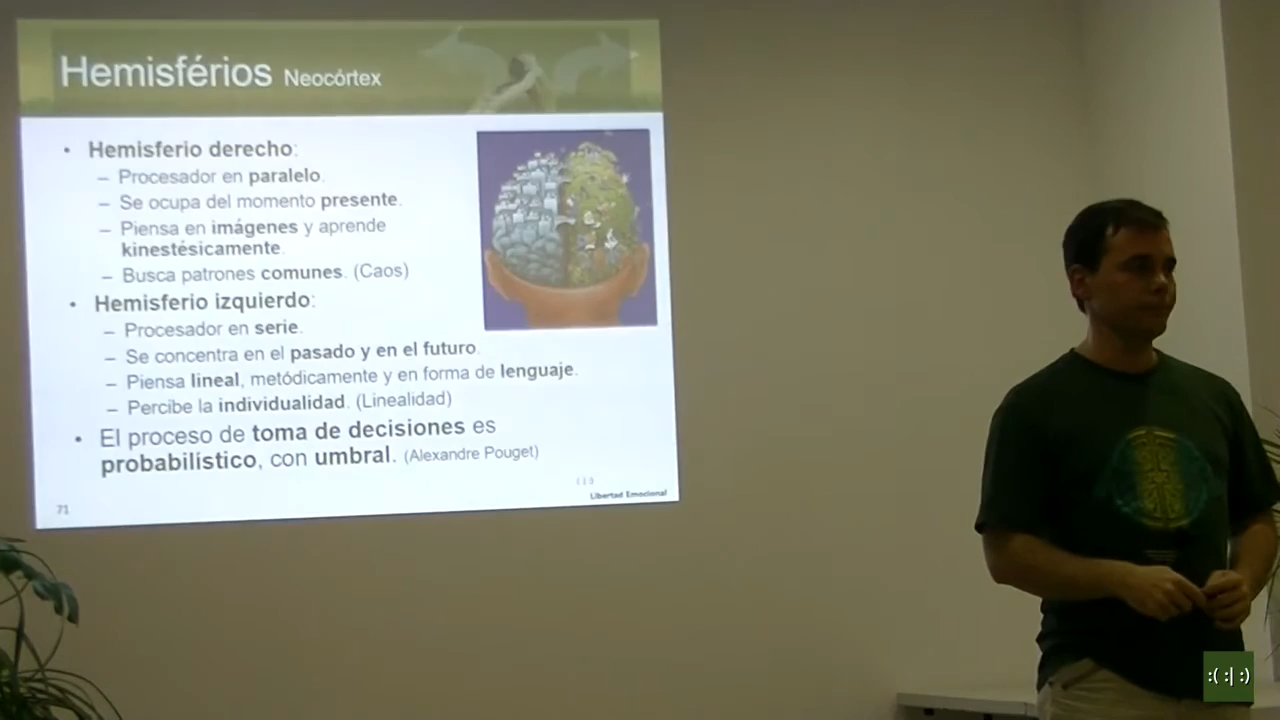 Hemisférios Neocórtex
• Hemisferio derecho:
– Procesador en paralelo.
– Se ocupa del momento presente.
– Piensa en imágenes y aprende
kinestésicamente.
– Busca patrones comunes. (Caos)
• Hemisferio izquierdo:
– Procesador en serie.
– Se concentra en el pasado y en el futuro.
– Piensa lineal, metódicamente y en forma de lenguaje.
– Percibe la individualidad. (Linealidad)
• El proceso de toma de decisiones es
probabilístico, con umbral. (Alexandre Pouget)
Libertad Emocional
71
:( :| :)